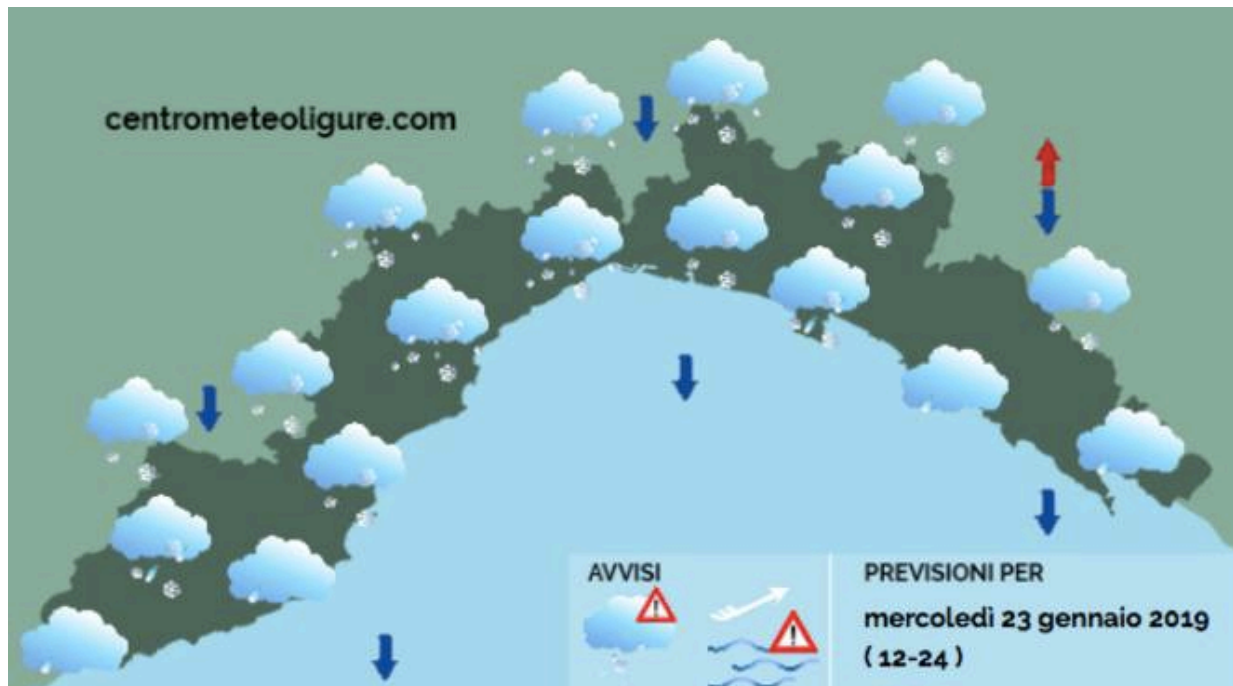 centrometeoligure.com
AVVISI
PREVISIONI PER
mercoledì 23 gennaio 2019
( 12-24 )